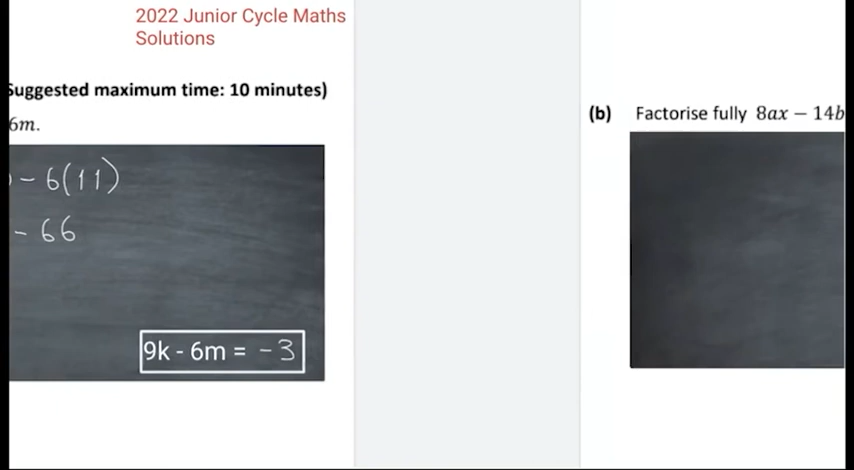 2022 Junior Cycle Maths
Solutions
Suggested maximum time: 10 minutes)
6m.
) − 6(11)
− 66
9k - 6m = −3
(b) Factorise fully 8ax − 14b